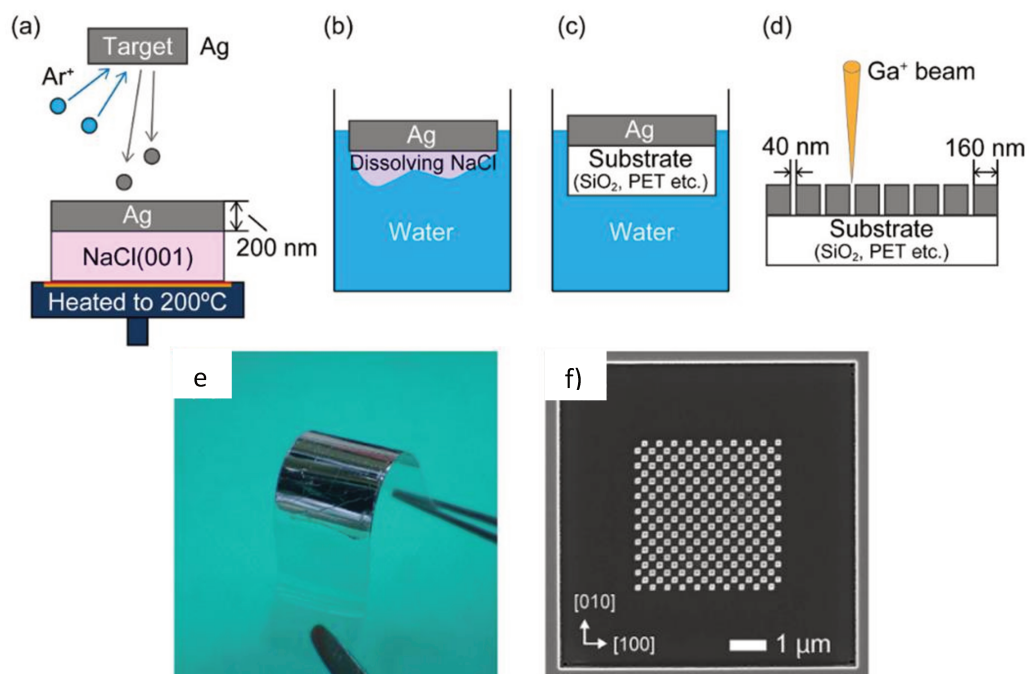 (a)
Target
Ag
Ar⁺
Ag
200 nm
NaCl(001)
Heated to 200ºC
(b)
Ag
Dissolving NaCl
Water
(c)
Ag
Substrate
(SiO₂, PET etc.)
Water
(d)
Ga⁺ beam
40 nm
160 nm
Substrate
(SiO₂, PET etc.)
e
f)
[010]
[100]
1 μm